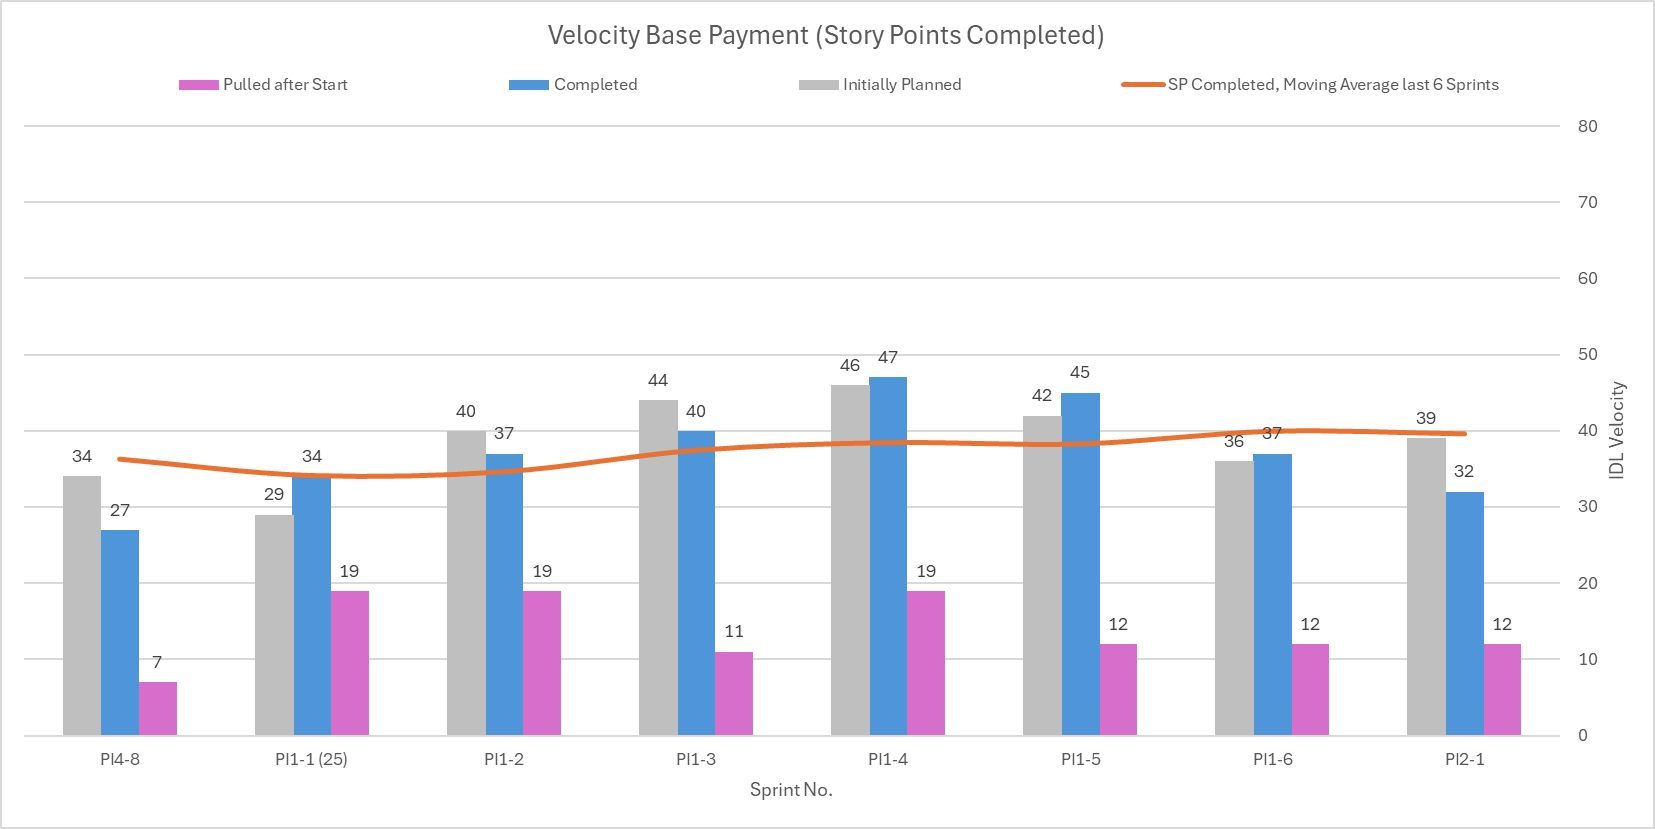 Velocity Base Payment (Story Points Completed)
Pulled after Start Completed Initially Planned SP Completed, Moving Average last 6 Sprints
80
70
60
50
40
30
20
10
0
IDL Velocity
34 27 7
29 34 19
40 37 19
44 40 11
46 47 19
42 45 12
36 37 12
39 32 12
PI4-8 PI1-1 (25) PI1-2 PI1-3 PI1-4 PI1-5 PI1-6 PI2-1
Sprint No.